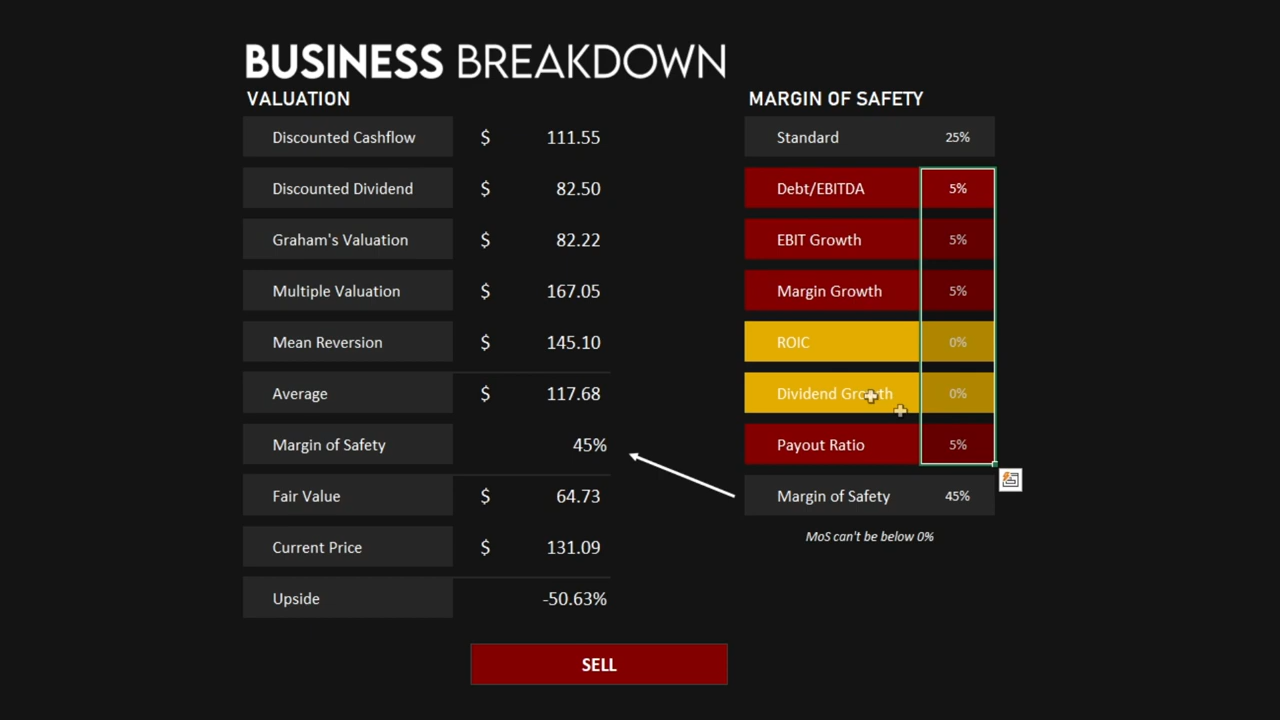 BUSINESS BREAKDOWN
VALUATION
Discounted Cashflow $ 111.55
Discounted Dividend $ 82.50
Graham's Valuation $ 82.22
Multiple Valuation $ 167.05
Mean Reversion $ 145.10
Average $ 117.68
Margin of Safety 45%
Fair Value $ 64.73
Current Price $ 131.09
Upside -50.63%
SELL
MARGIN OF SAFETY
Standard 25%
Debt/EBITDA 5%
EBIT Growth 5%
Margin Growth 5%
ROIC 0%
Dividend Growth 0%
Payout Ratio 5%
Margin of Safety 45%
MoS can't be below 0%